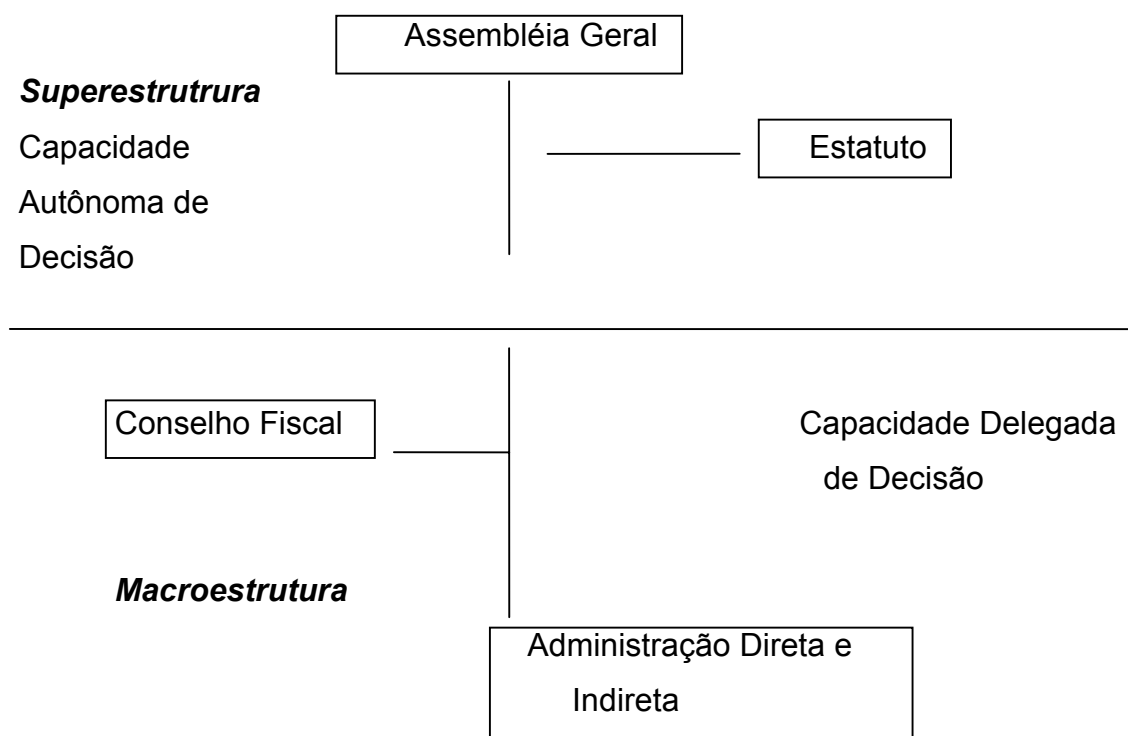 Assembléia Geral
Superestrutrura
Capacidade
Autônoma de
Decisão
Estatuto
Conselho Fiscal
Capacidade Delegada
de Decisão
Macroestrutura
Administração Direta e
Indireta